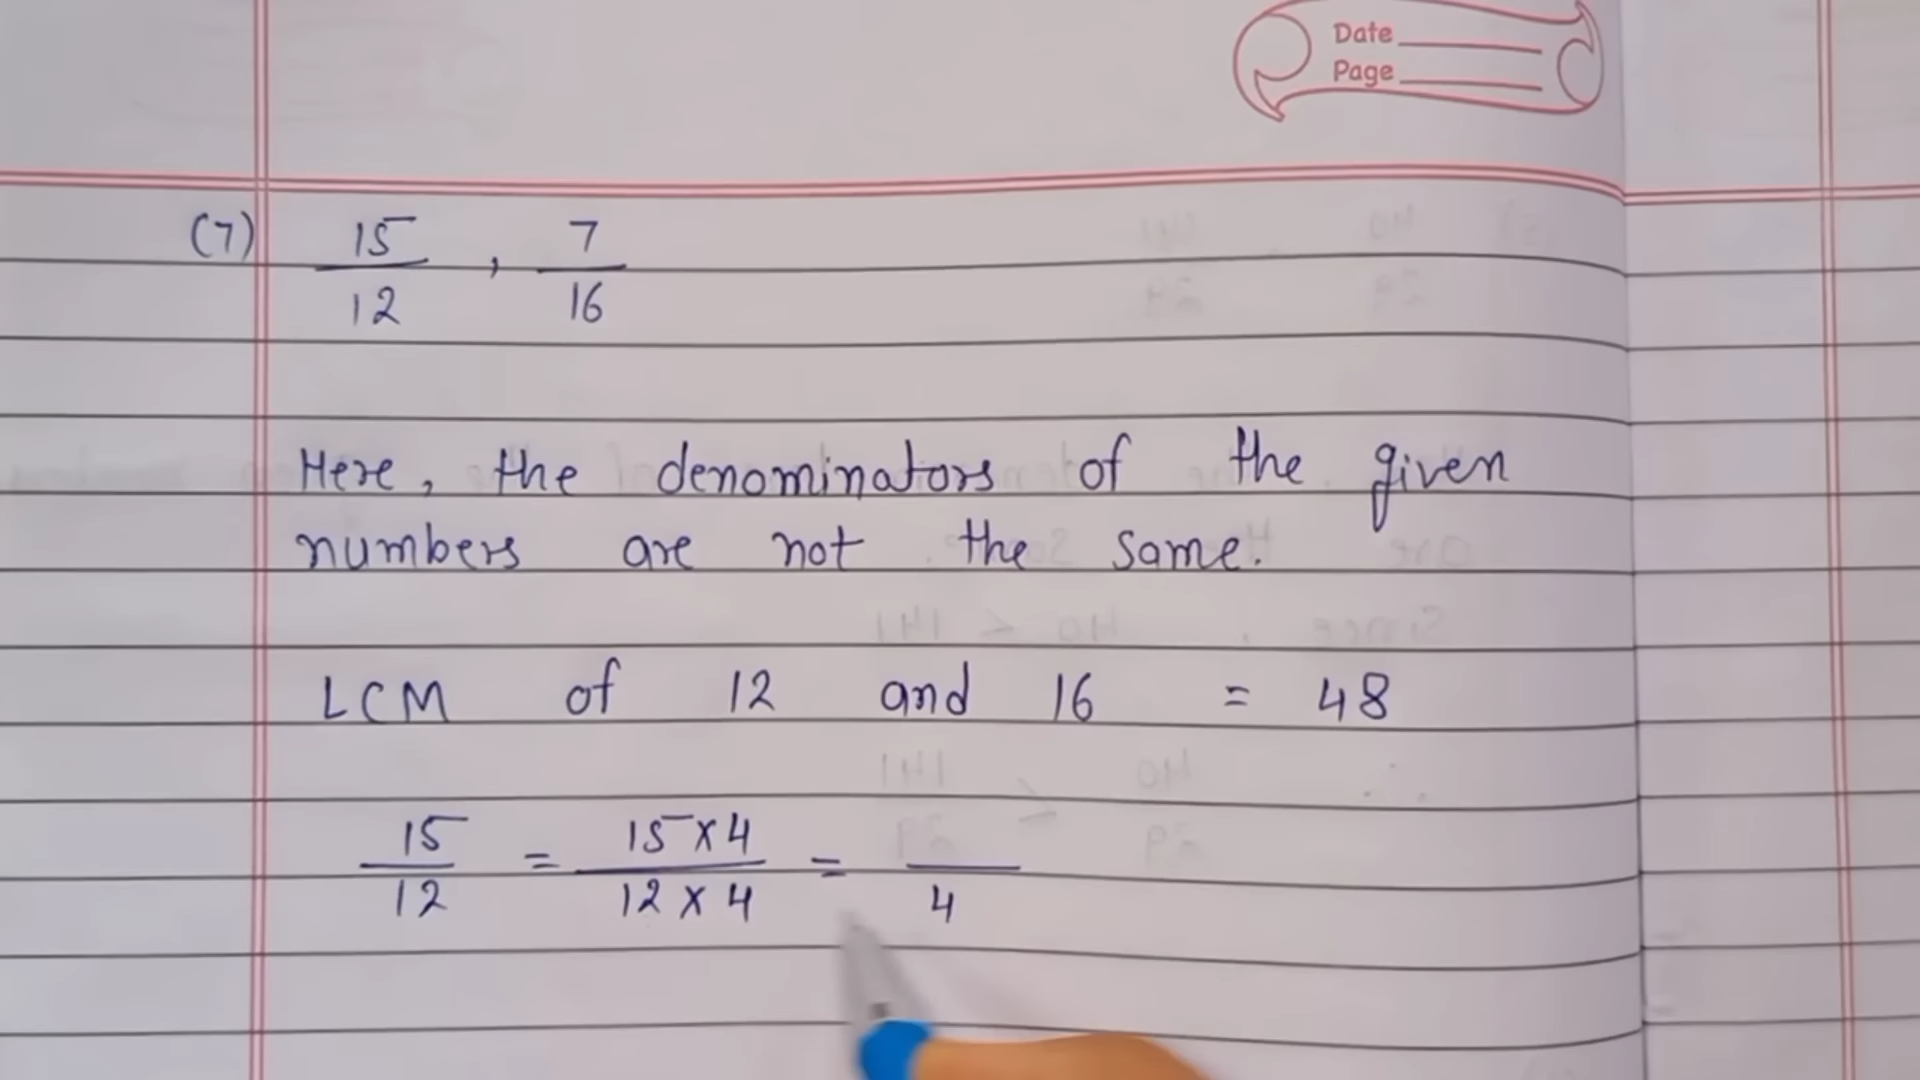 Date
Page
(7) 15/12 , 7/16
Here, the denominators of the given
numbers are not the same.
LCM of 12 and 16 = 48
15/12 = 15×4/12×4 = /4